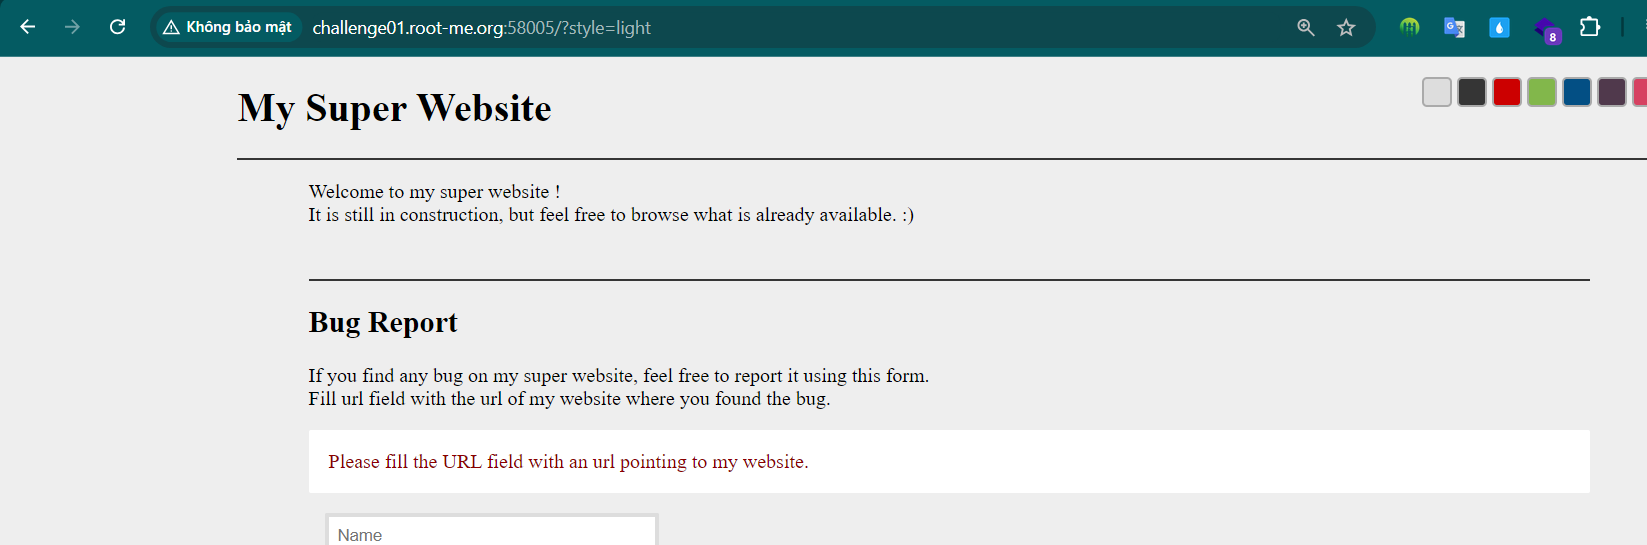 Không bảo mật
challenge01.root-me.org:58005/?style=light
8
My Super Website
Welcome to my super website !
It is still in construction, but feel free to browse what is already available. :)
Bug Report
If you find any bug on my super website, feel free to report it using this form.
Fill url field with the url of my website where you found the bug.
Please fill the URL field with an url pointing to my website.
Name